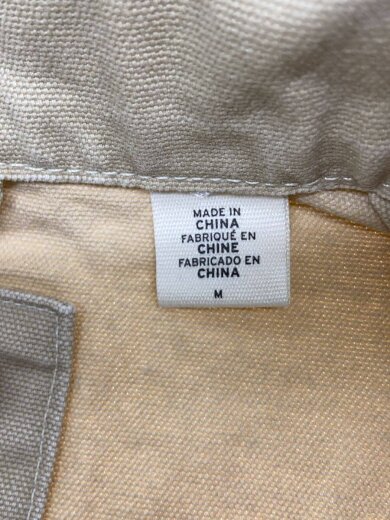 MADE IN
CHINA
FABRIQUÉ EN
CHINE
FABRICADO EN
CHINA
M